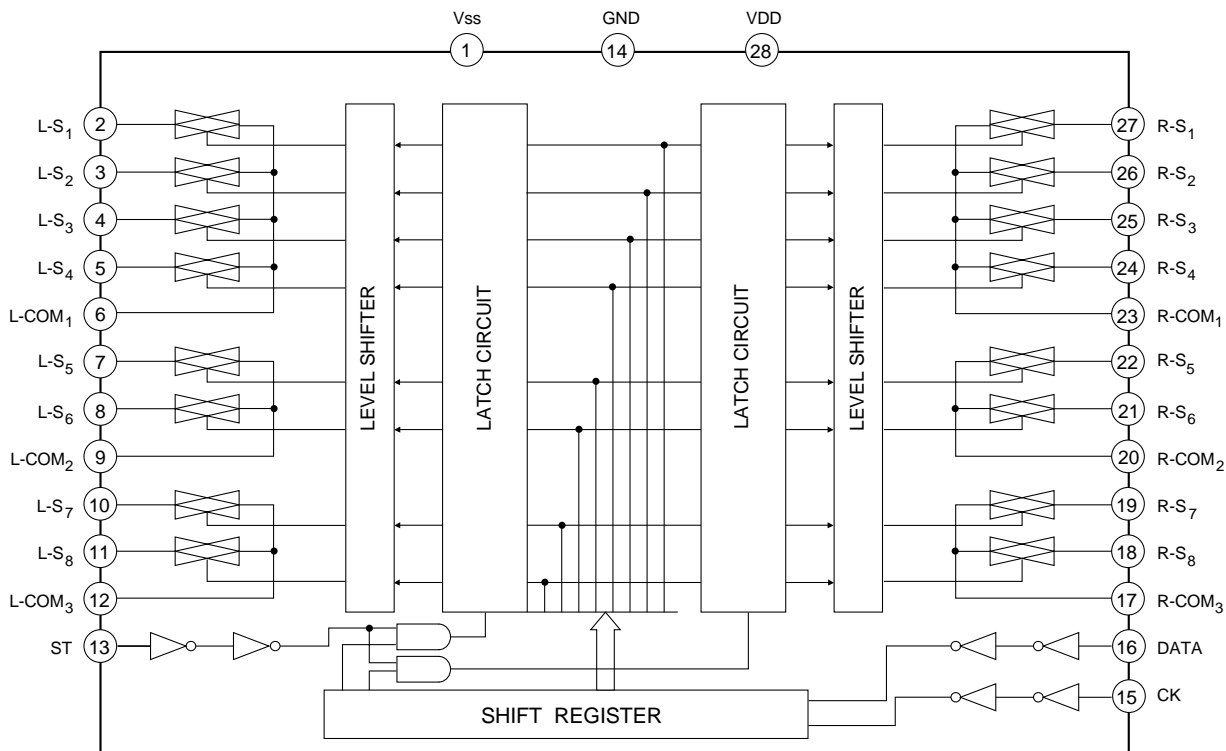 Vss GND VDD
1 14 28
L-S1 2 27 R-S1
L-S2 3 26 R-S2
L-S3 4 25 R-S3
L-S4 5 24 R-S4
L-COM1 6 23 R-COM1
L-S5 7 22 R-S5
L-S6 8 21 R-S6
L-COM2 9 20 R-COM2
L-S7 10 19 R-S7
L-S8 11 18 R-S8
L-COM3 12 17 R-COM3
ST 13 16 DATA
15 CK
LEVEL SHIFTER
LATCH CIRCUIT
LATCH CIRCUIT
LEVEL SHIFTER
SHIFT REGISTER